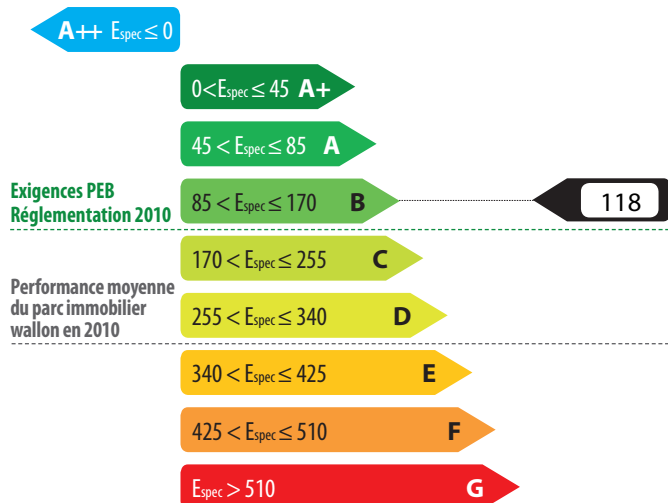 A++ Espec ≤ 0
0<Espec ≤ 45 A+
45 < Espec ≤ 85 A
Exigences PEB
Réglementation 2010
85 < Espec ≤ 170 B
118
170 < Espec ≤ 255 C
Performance moyenne
du parc immobilier
wallon en 2010
255 < Espec ≤ 340 D
340 < Espec ≤ 425 E
425 < Espec ≤ 510 F
Espec > 510 G